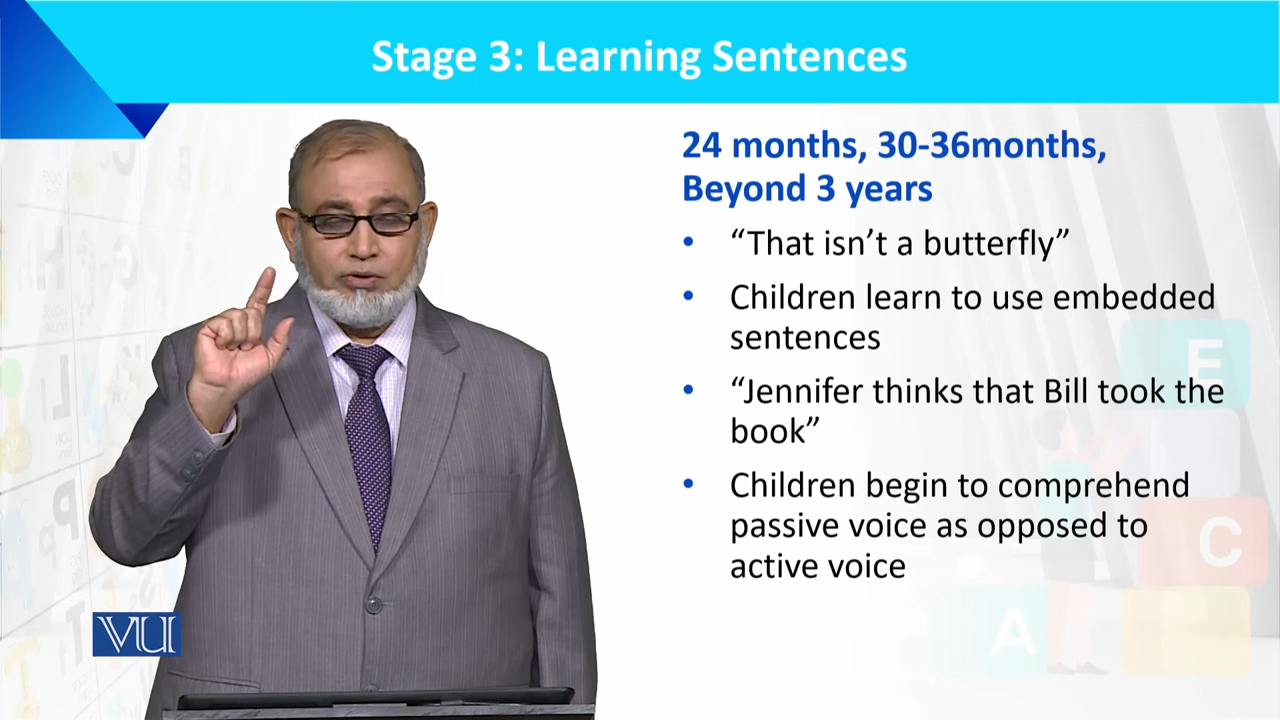 Stage 3: Learning Sentences
24 months, 30-36months,
Beyond 3 years
• “That isn’t a butterfly”
• Children learn to use embedded
sentences
• “Jennifer thinks that Bill took the
book”
• Children begin to comprehend
passive voice as opposed to
active voice
VU
E
C
A